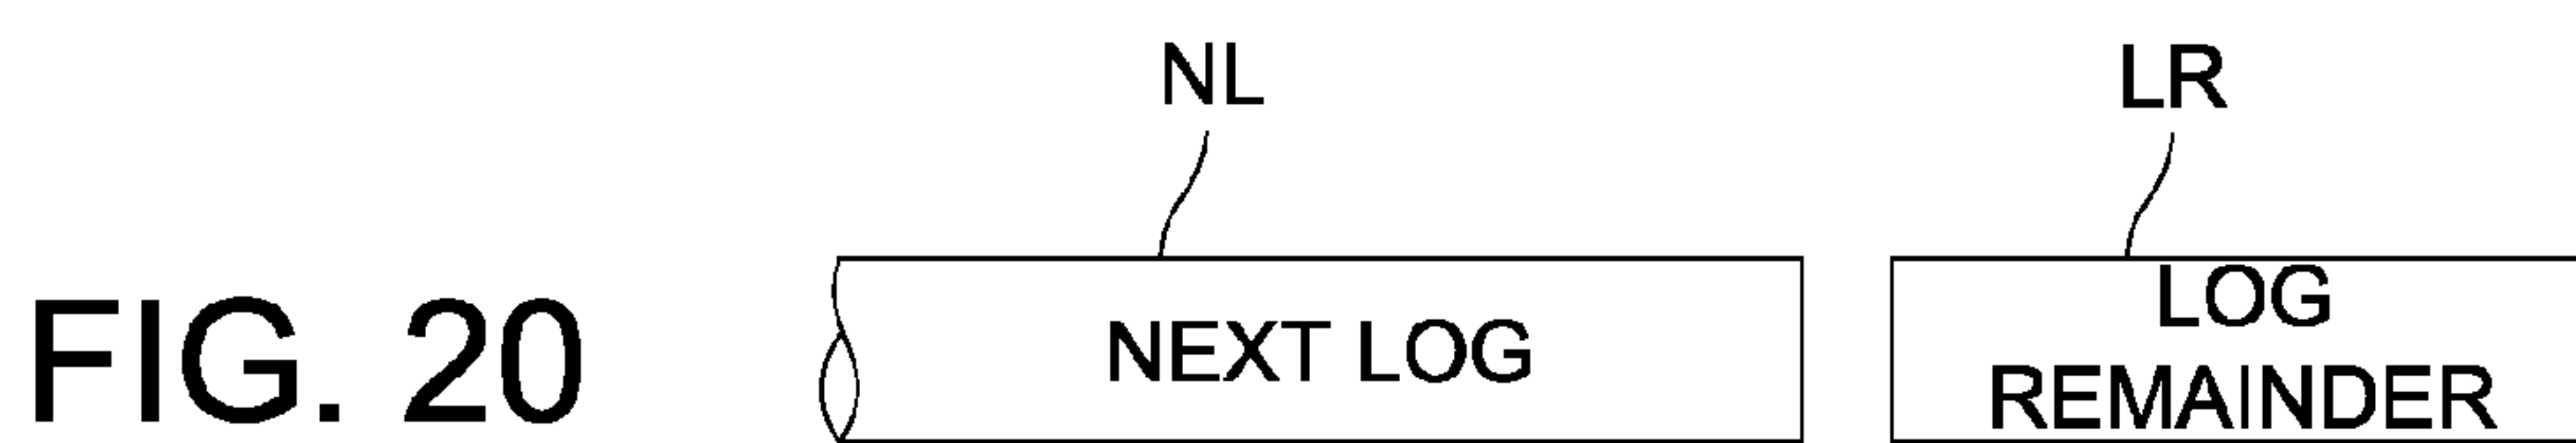 NL
LR
FIG. 20
NEXT LOG
LOG
REMAINDER